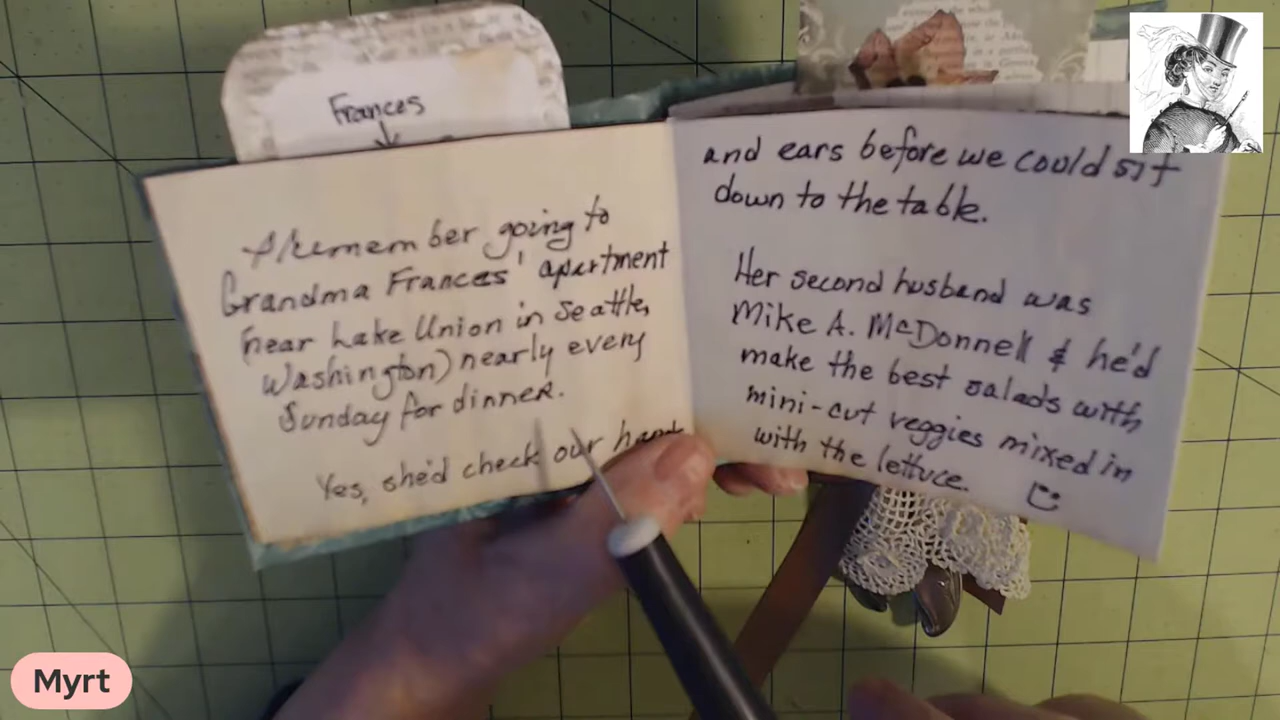 Frances
I remember going to
Grandma Frances' apartment
(near Lake Union in Seattle,
Washington) nearly every
Sunday for dinner.
Yes, she'd check our hands
and ears before we could sit
down to the table.
Her second husband was
Mike A. McDonnell & he'd
make the best salads with
mini-cut veggies mixed in
with the lettuce.
Myrt